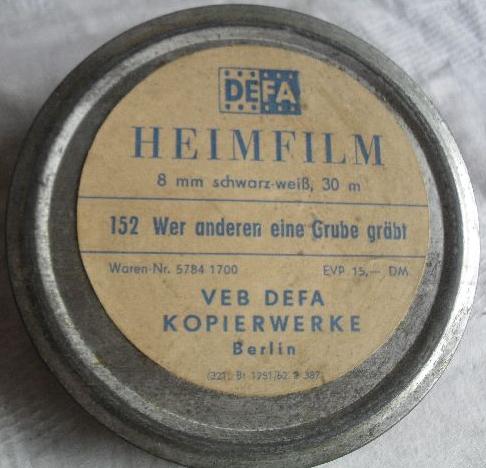 DEFA
HEIMFILM
8 mm schwarz-weiß, 30 m
152 Wer anderen eine Grube gräbt
Waren-Nr. 5784 1700 EVP 15,— DM
VEB DEFA
KOPIERWERKE
Berlin